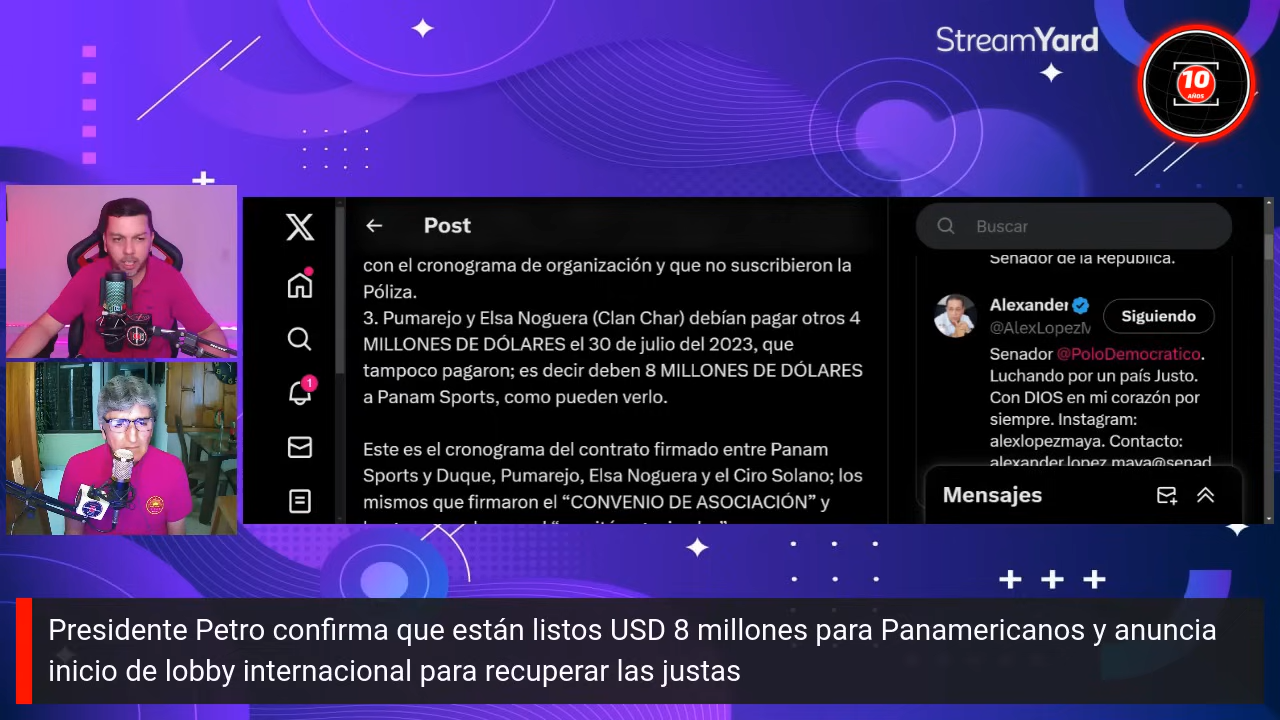 StreamYard
10
AÑOS
Post
con el cronograma de organización y que no suscribieron la
Póliza.
3. Pumarejo y Elsa Noguera (Clan Char) debían pagar otros 4
MILLONES DE DÓLARES el 30 de julio del 2023, que
tampoco pagaron; es decir deben 8 MILLONES DE DÓLARES
a Panam Sports, como pueden verlo.
Este es el cronograma del contrato firmado entre Panam
Sports y Duque, Pumarejo, Elsa Noguera y el Ciro Solano; los
mismos que firmaron el “CONVENIO DE ASOCIACIÓN” y
1
Buscar
Senador de la República.
Alexander
@AlexLopezM
Siguiendo
Senador @PoloDemocratico.
Luchando por un país Justo.
Con DIOS en mi corazón por
siempre. Instagram:
alexlopezmaya. Contacto:
alexander.lopez.maya@senad
Mensajes
Presidente Petro confirma que están listos USD 8 millones para Panamericanos y anuncia
inicio de lobby internacional para recuperar las justas